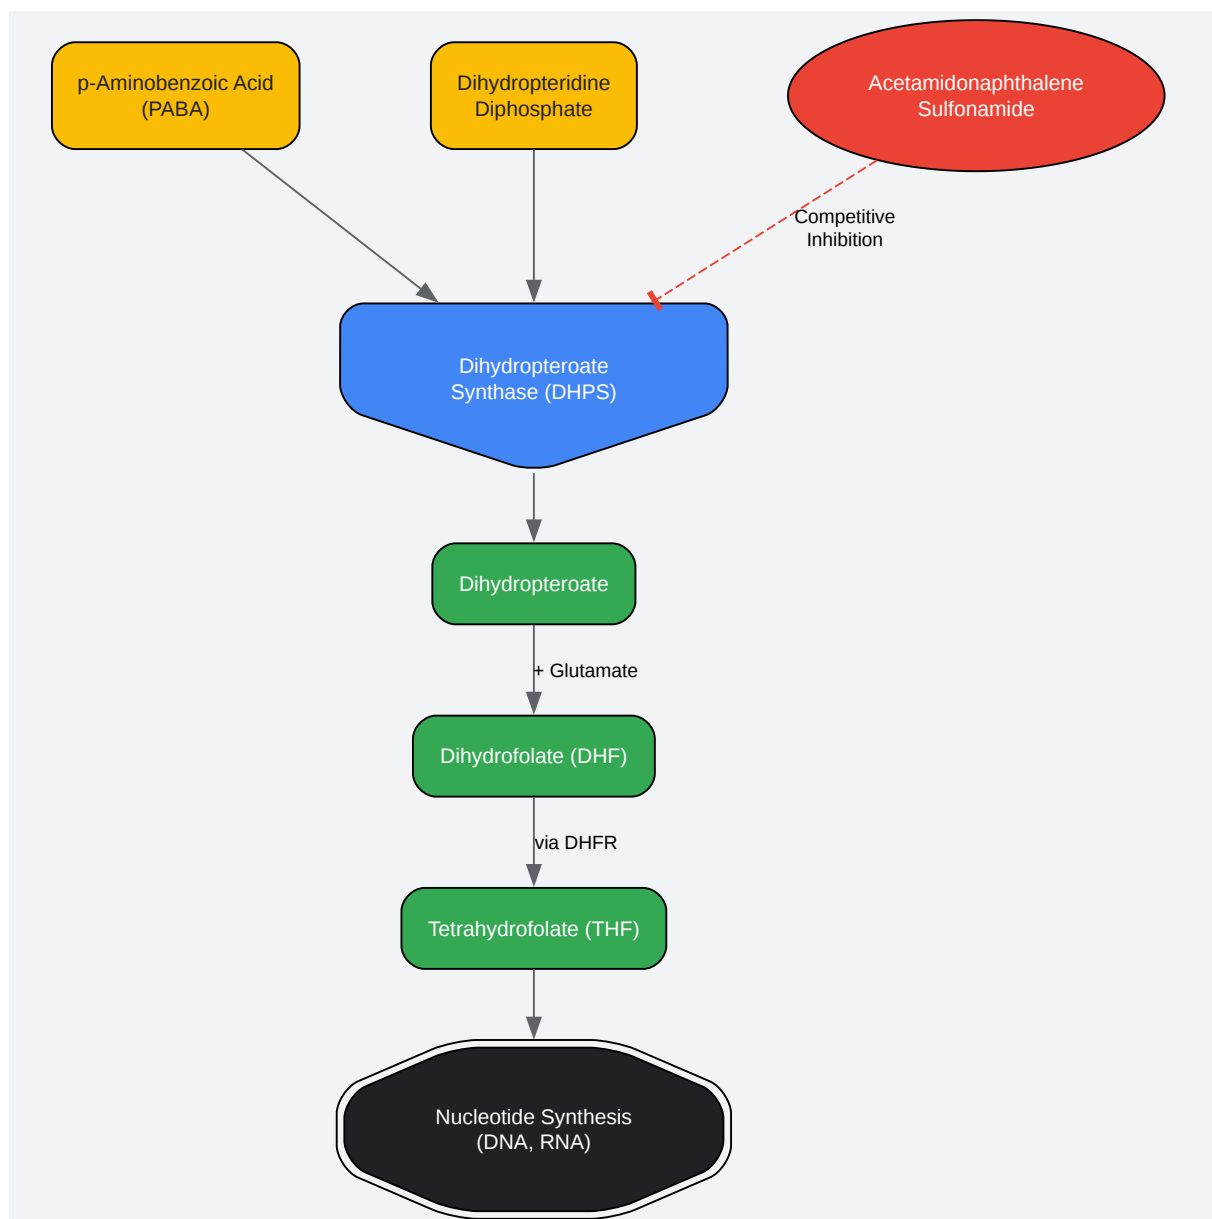 p-Aminobenzoic Acid
(PABA)
Dihydropteridine
Diphosphate
Acetamidonaphthalene
Sulfonamide
Competitive
Inhibition
Dihydropteroate
Synthase (DHPS)
Dihydropteroate
+ Glutamate
Dihydrofolate (DHF)
via DHFR
Tetrahydrofolate (THF)
Nucleotide Synthesis
(DNA, RNA)